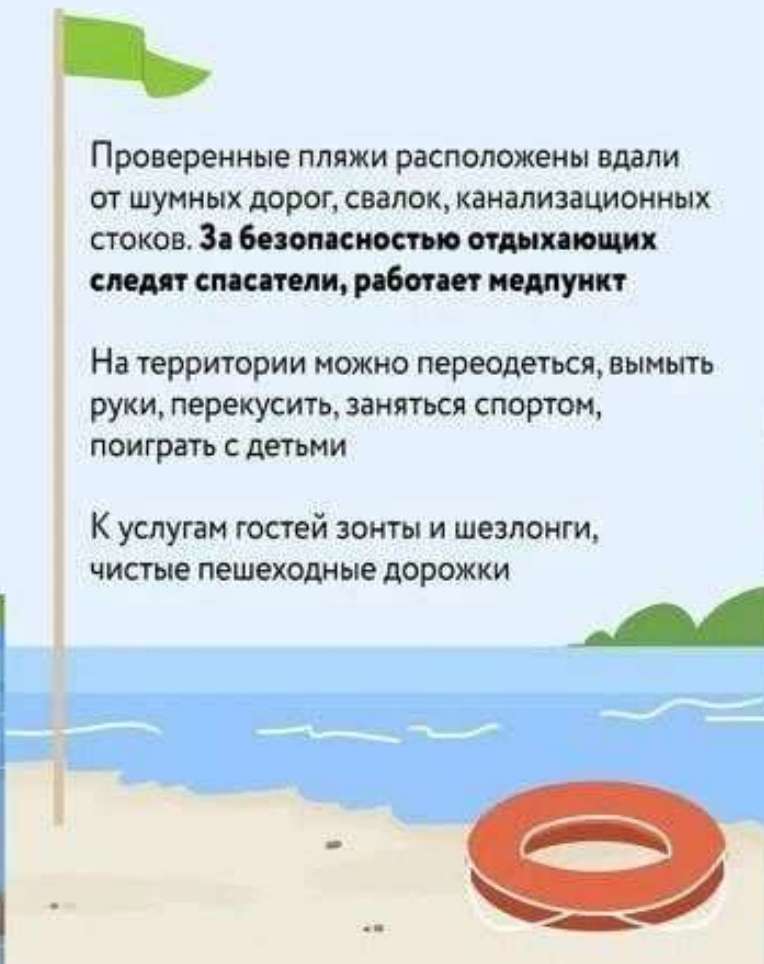 Проверенные пляжи расположены вдали
от шумных дорог, свалок, канализационных
стоков. За безопасностью отдыхающих
следят спасатели, работает медпункт
На территории можно переодеться, вымыть
руки, перекусить, заняться спортом,
поиграть с детьми
К услугам гостей зонты и шезлонги,
чистые пешеходные дорожки